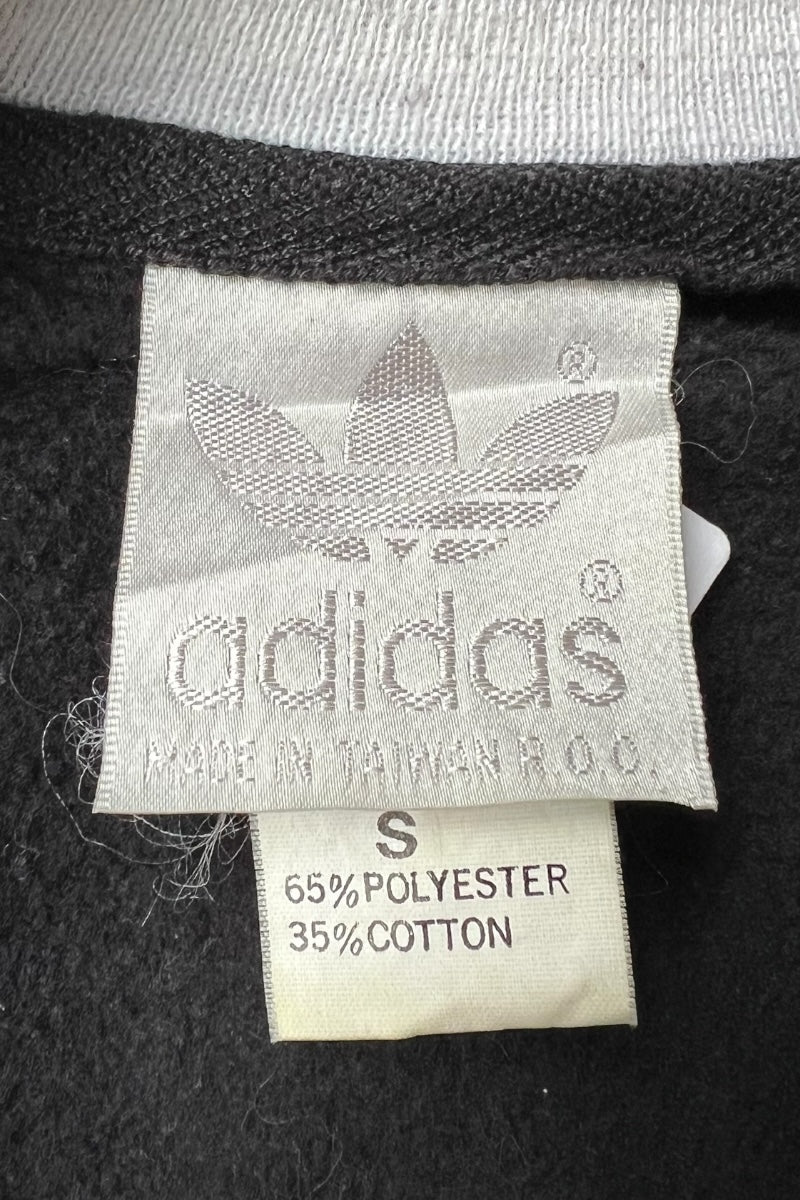 ®
®
adidas
MADE IN TAIWAN R.O.C.
S
65%POLYESTER
35%COTTON